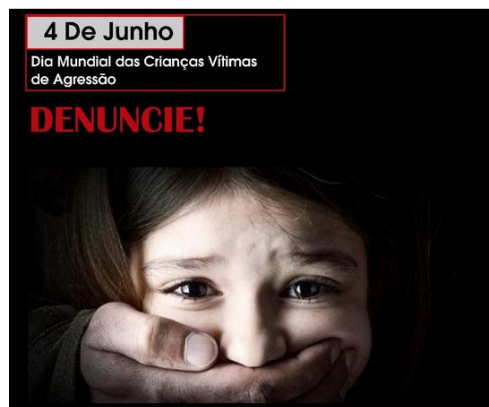 4 De Junho
Dia Mundial das Crianças Vítimas
de Agressão
DENUNCIE!